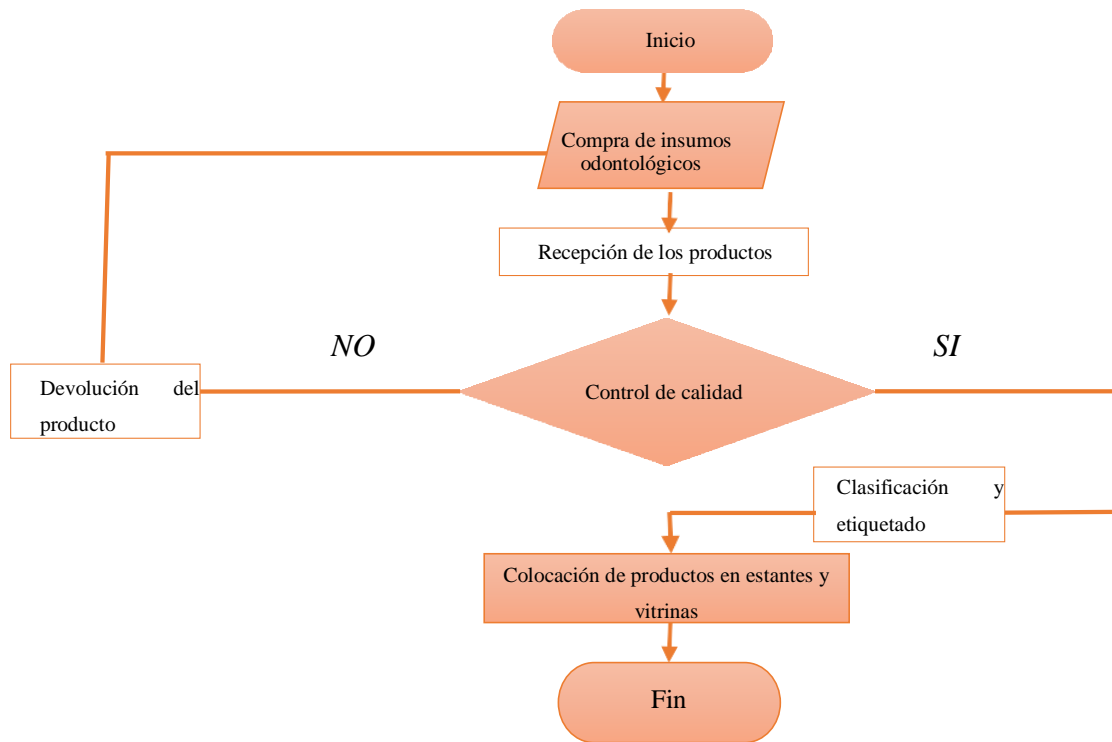 Inicio
Compra de insumos
odontológicos
Recepción de los productos
NO
SI
Control de calidad
Devolución del
producto
Clasificación y
etiquetado
Colocación de productos en estantes y
vitrinas
Fin